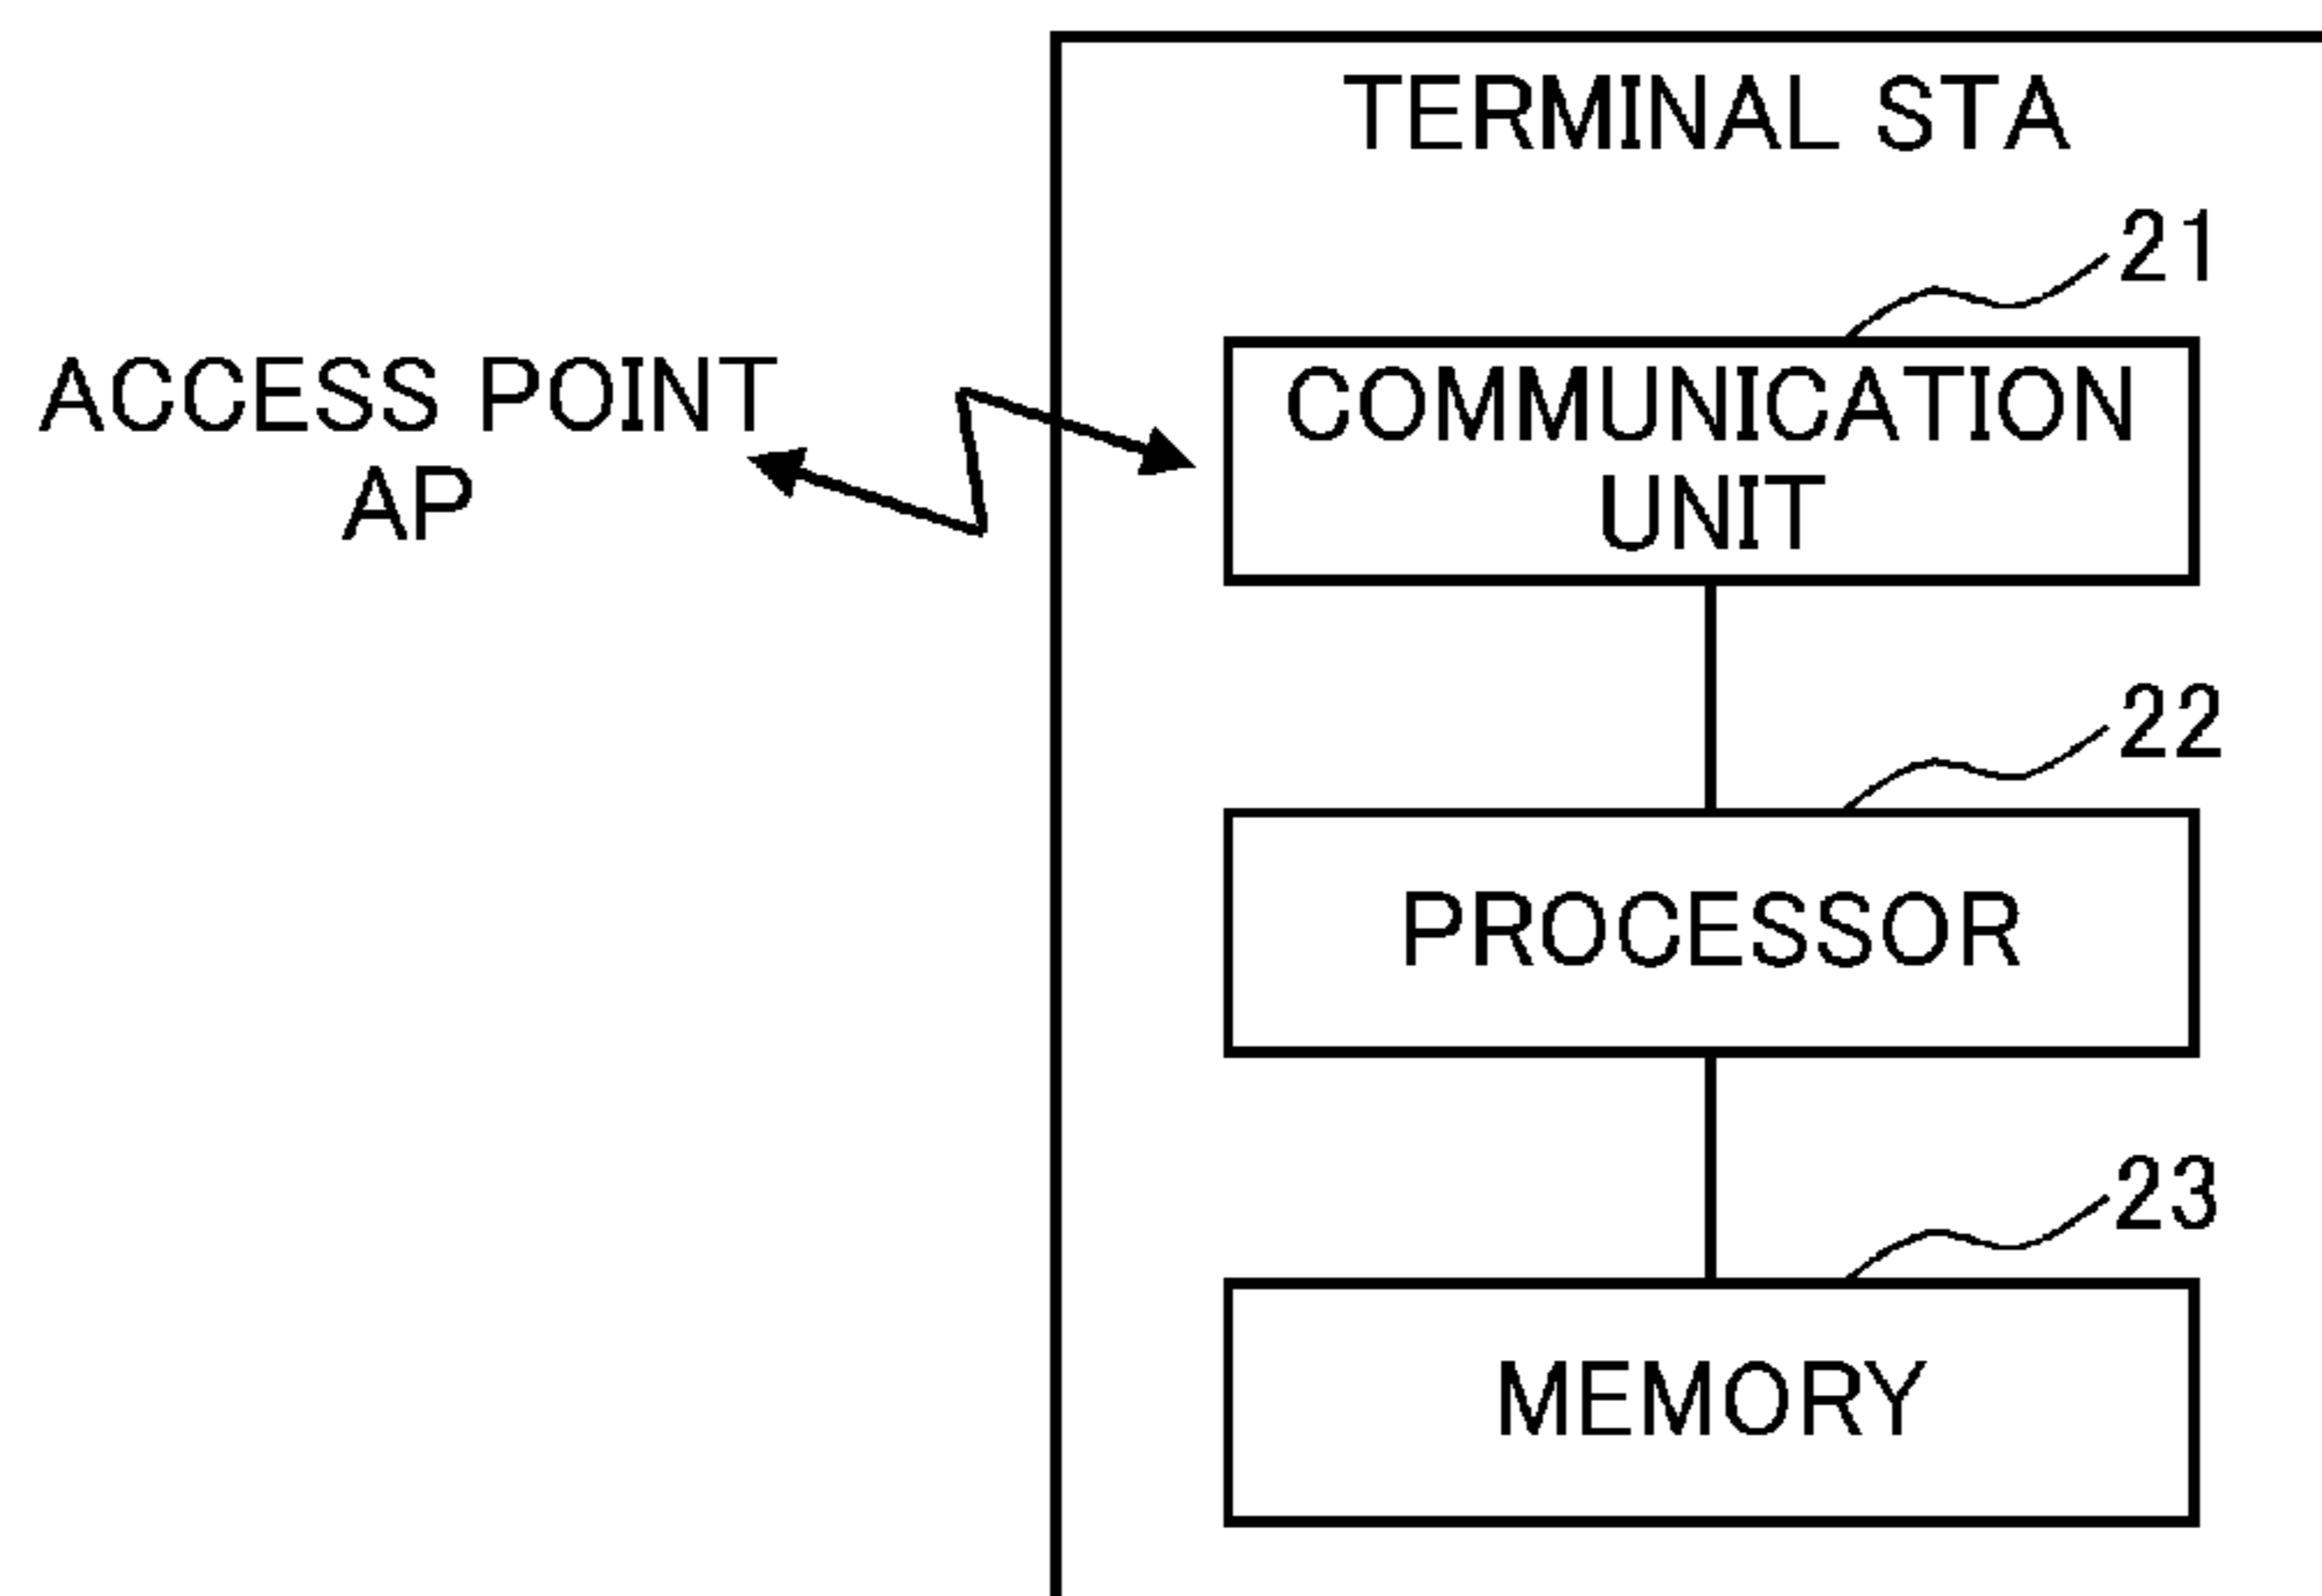 TERMINAL STA
21
ACCESS POINT
AP
COMMUNICATION
UNIT
22
PROCESSOR
23
MEMORY